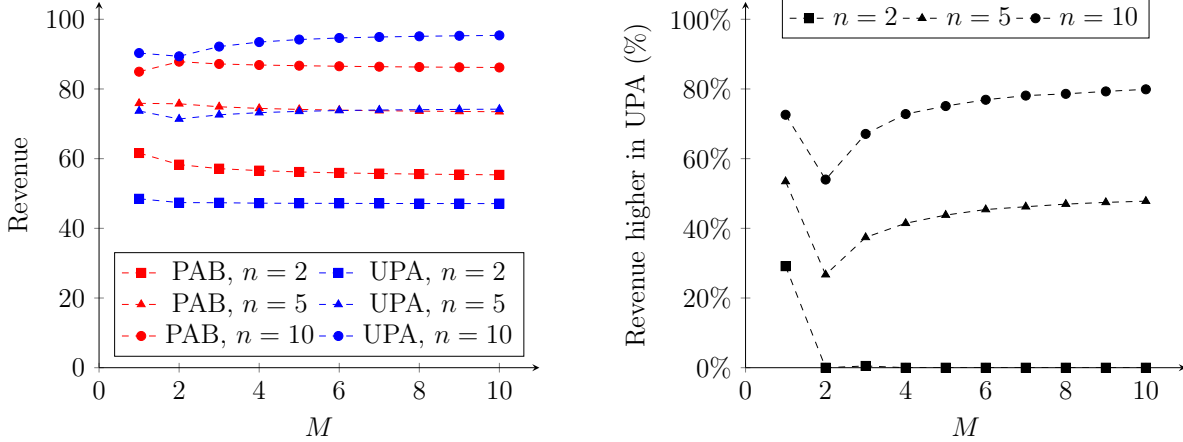 100
80
60
40
20
0
Revenue
PAB, n = 2 UPA, n = 2
PAB, n = 5 UPA, n = 5
PAB, n = 10 UPA, n = 10
0 2 4 6 8 10
M
n = 2 n = 5 n = 10
100%
80%
60%
40%
20%
0%
Revenue higher in UPA (%)
0 2 4 6 8 10
M